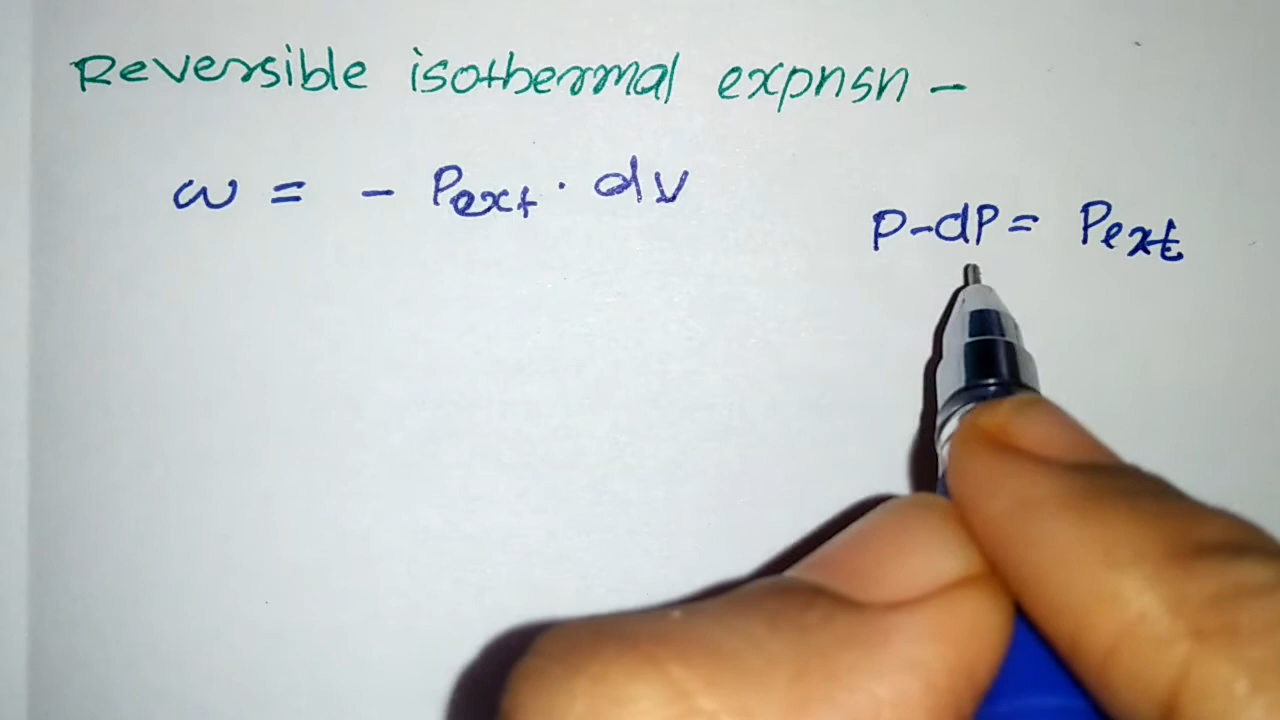 Reversible isothermal expnsn -
w = - Pext . dv
P-dP = Pext